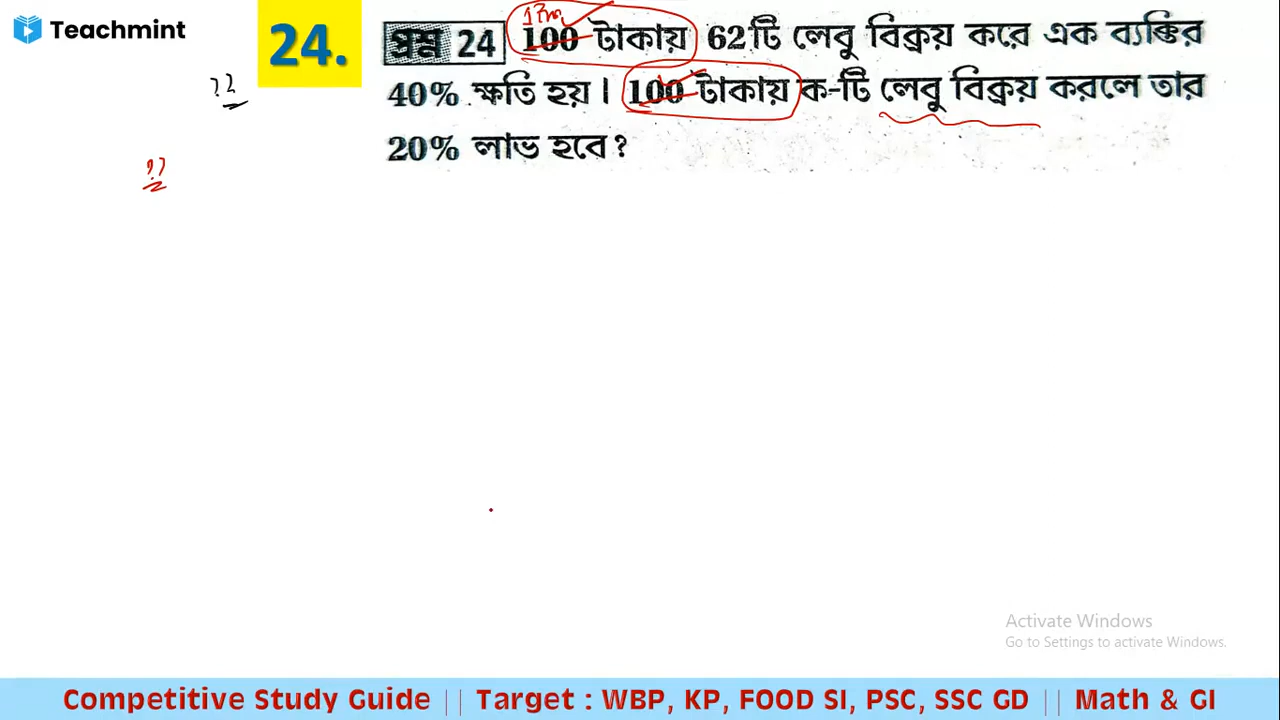 Teachmint
24.
প্রশ্ন 24 100 টাকায় 62টি লেবু বিক্রয় করে এক ব্যক্তির
40% ক্ষতি হয়। 100 টাকায় ক-টি লেবু বিক্রয় করলে তার
20% লাভ হবে?
??
??
Activate Windows
Go to Settings to activate Windows.
Competitive Study Guide || Target : WBP, KP, FOOD SI, PSC, SSC GD || Math & GI